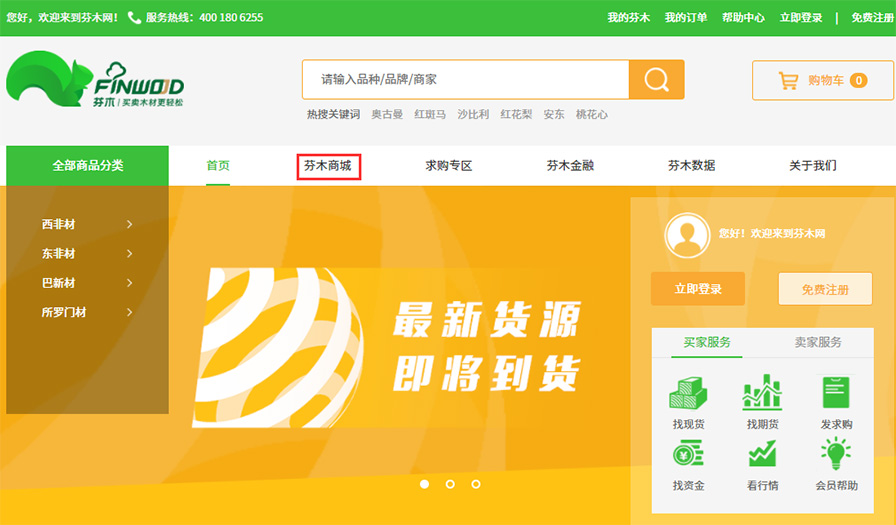 您好，欢迎来到芬木网！ 服务热线：400 180 6255 我的芬木 我的订单 帮助中心 立即登录 | 免费注册
FINWOOD
芬木 | 买卖木材更轻松
请输入品种/品牌/商家
购物车 0
热搜关键词 奥古曼 红斑马 沙比利 红花梨 安东 桃花心
全部商品分类 首页 芬木商城 求购专区 芬木金融 芬木数据 关于我们
西非材 >
东非材 >
巴新材 >
所罗门材 >
最新货源
即将到货
您好！欢迎来到芬木网
立即登录 免费注册
买家服务 卖家服务
找现货 找期货 发求购
找资金 看行情 会员帮助